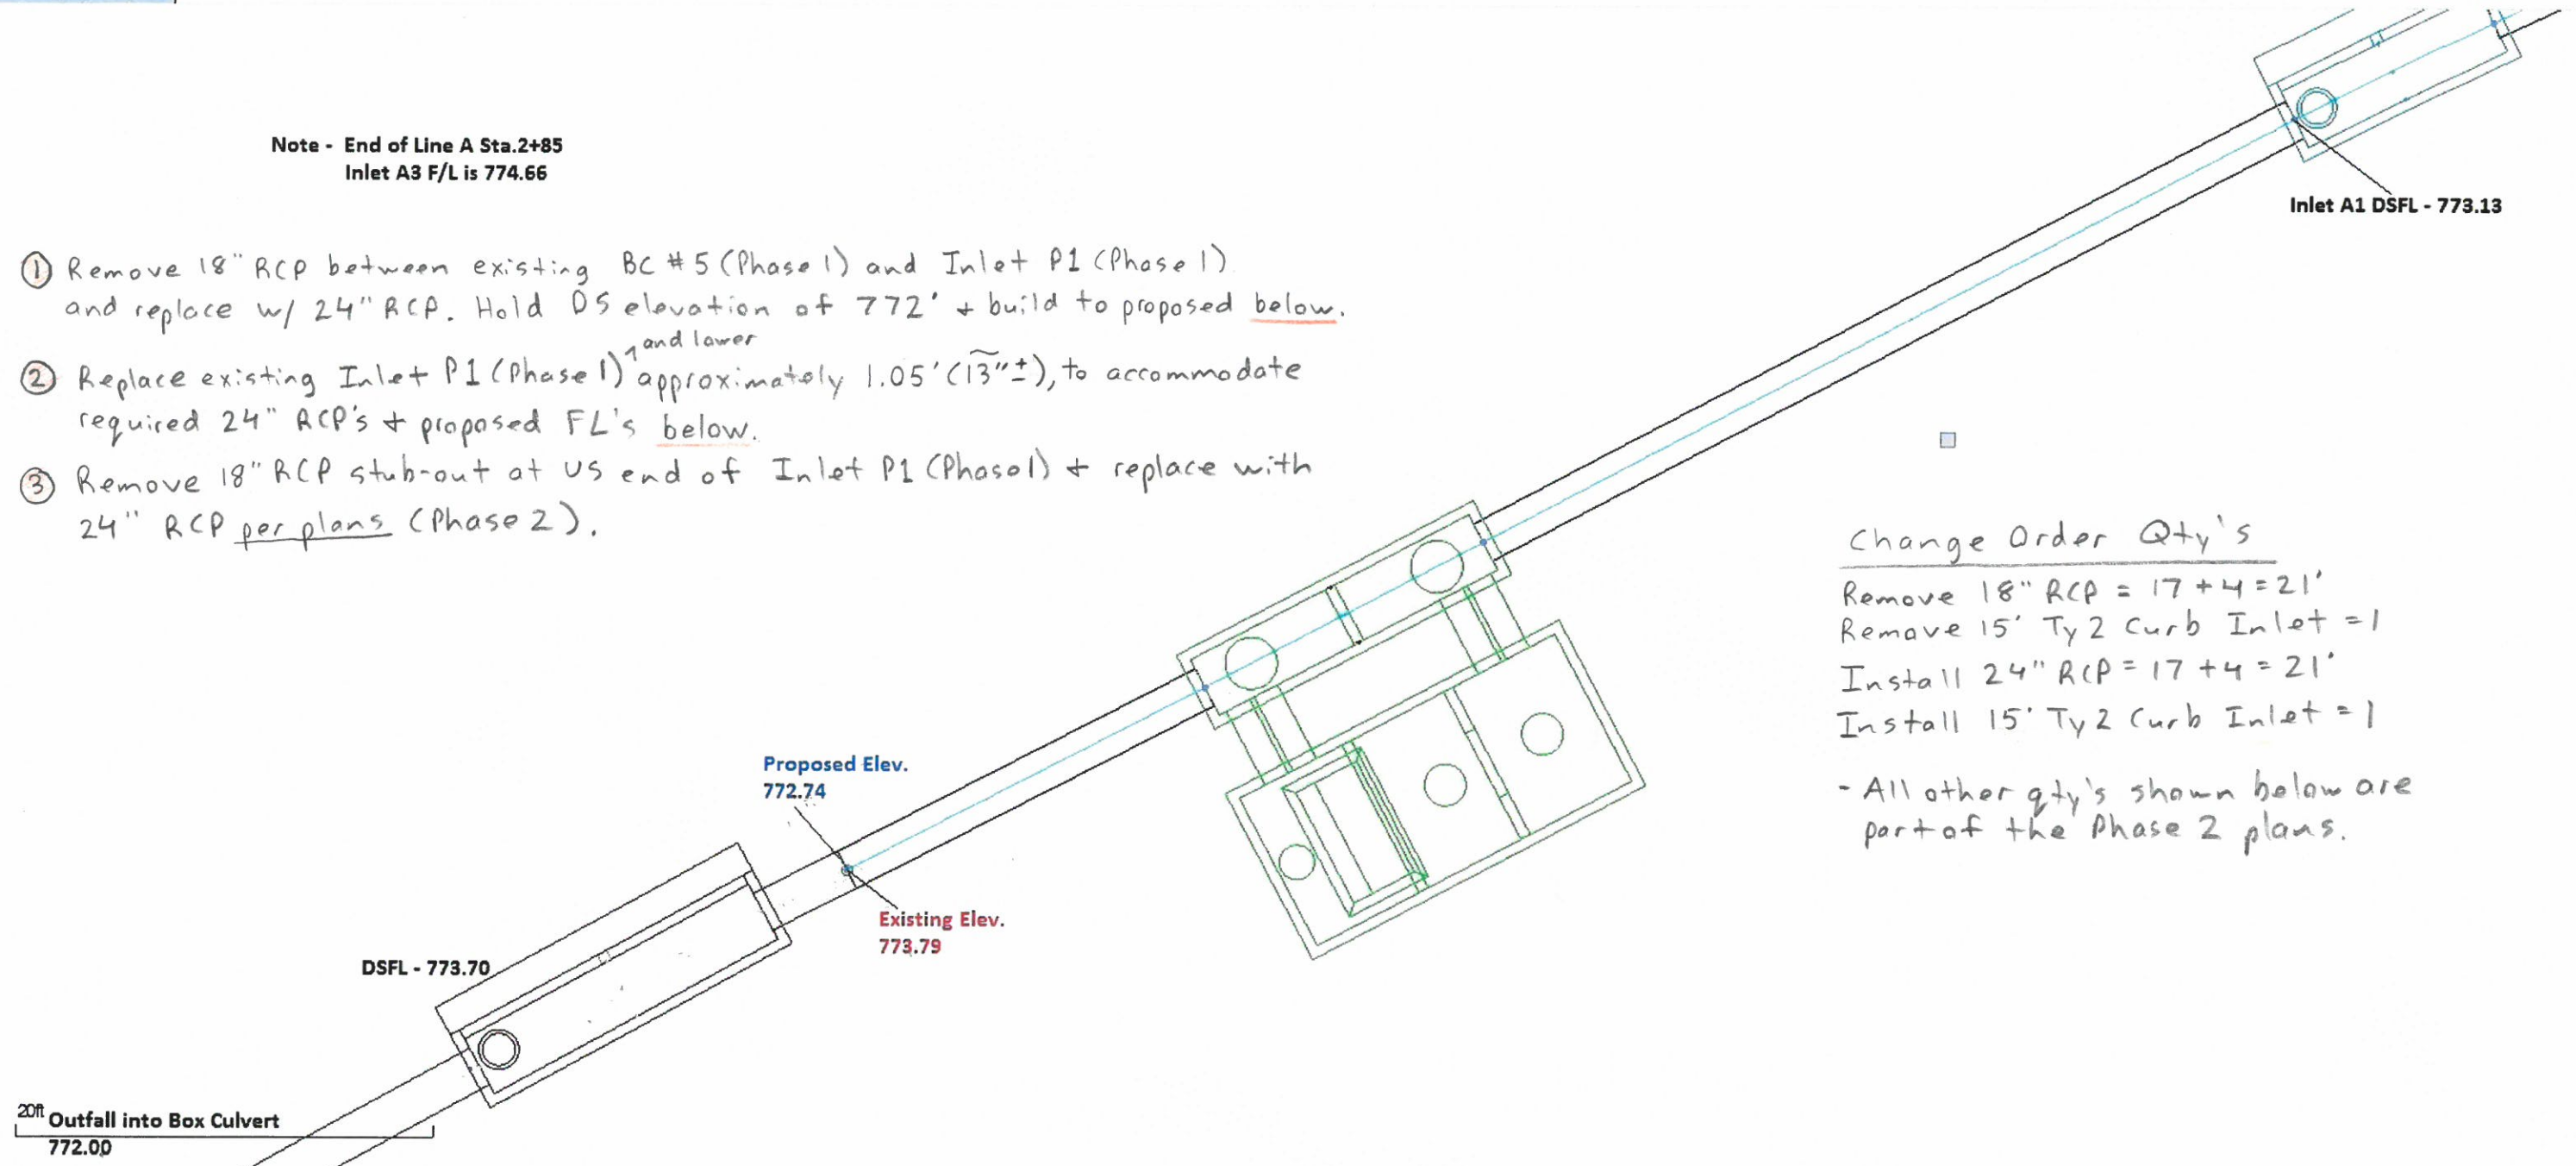 Note - End of Line A Sta.2+85
Inlet A3 F/L is 774.66
① Remove 18" RCP between existing BC #5 (Phase 1) and Inlet P1 (Phase 1)
and replace w/ 24" RCP. Hold DS elevation of 772' + build to proposed below.
and lower
② Replace existing Inlet P1 (Phase 1) approximately 1.05' (~13"±), to accommodate
required 24" RCP's + proposed FL's below.
③ Remove 18" RCP stub-out at US end of Inlet P1 (Phase 1) + replace with
24" RCP per plans (Phase 2).
Inlet A1 DSFL - 773.13
Change Order Qty's
Remove 18" RCP = 17 + 4 = 21'
Remove 15' Ty 2 Curb Inlet = 1
Install 24" RCP = 17 + 4 = 21'
Install 15' Ty 2 Curb Inlet = 1
- All other qty's shown below are
part of the Phase 2 plans.
Proposed Elev.
772.74
Existing Elev.
773.79
DSFL - 773.70
20ft
Outfall into Box Culvert
772.00